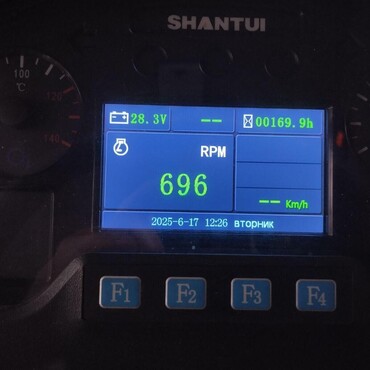 SHANTUI
100
°C
120
140
28.3V -- 00169.9h
RPM
696
-- Km/h
2025-6-17 12:26 вторник
F1 F2 F3 F4